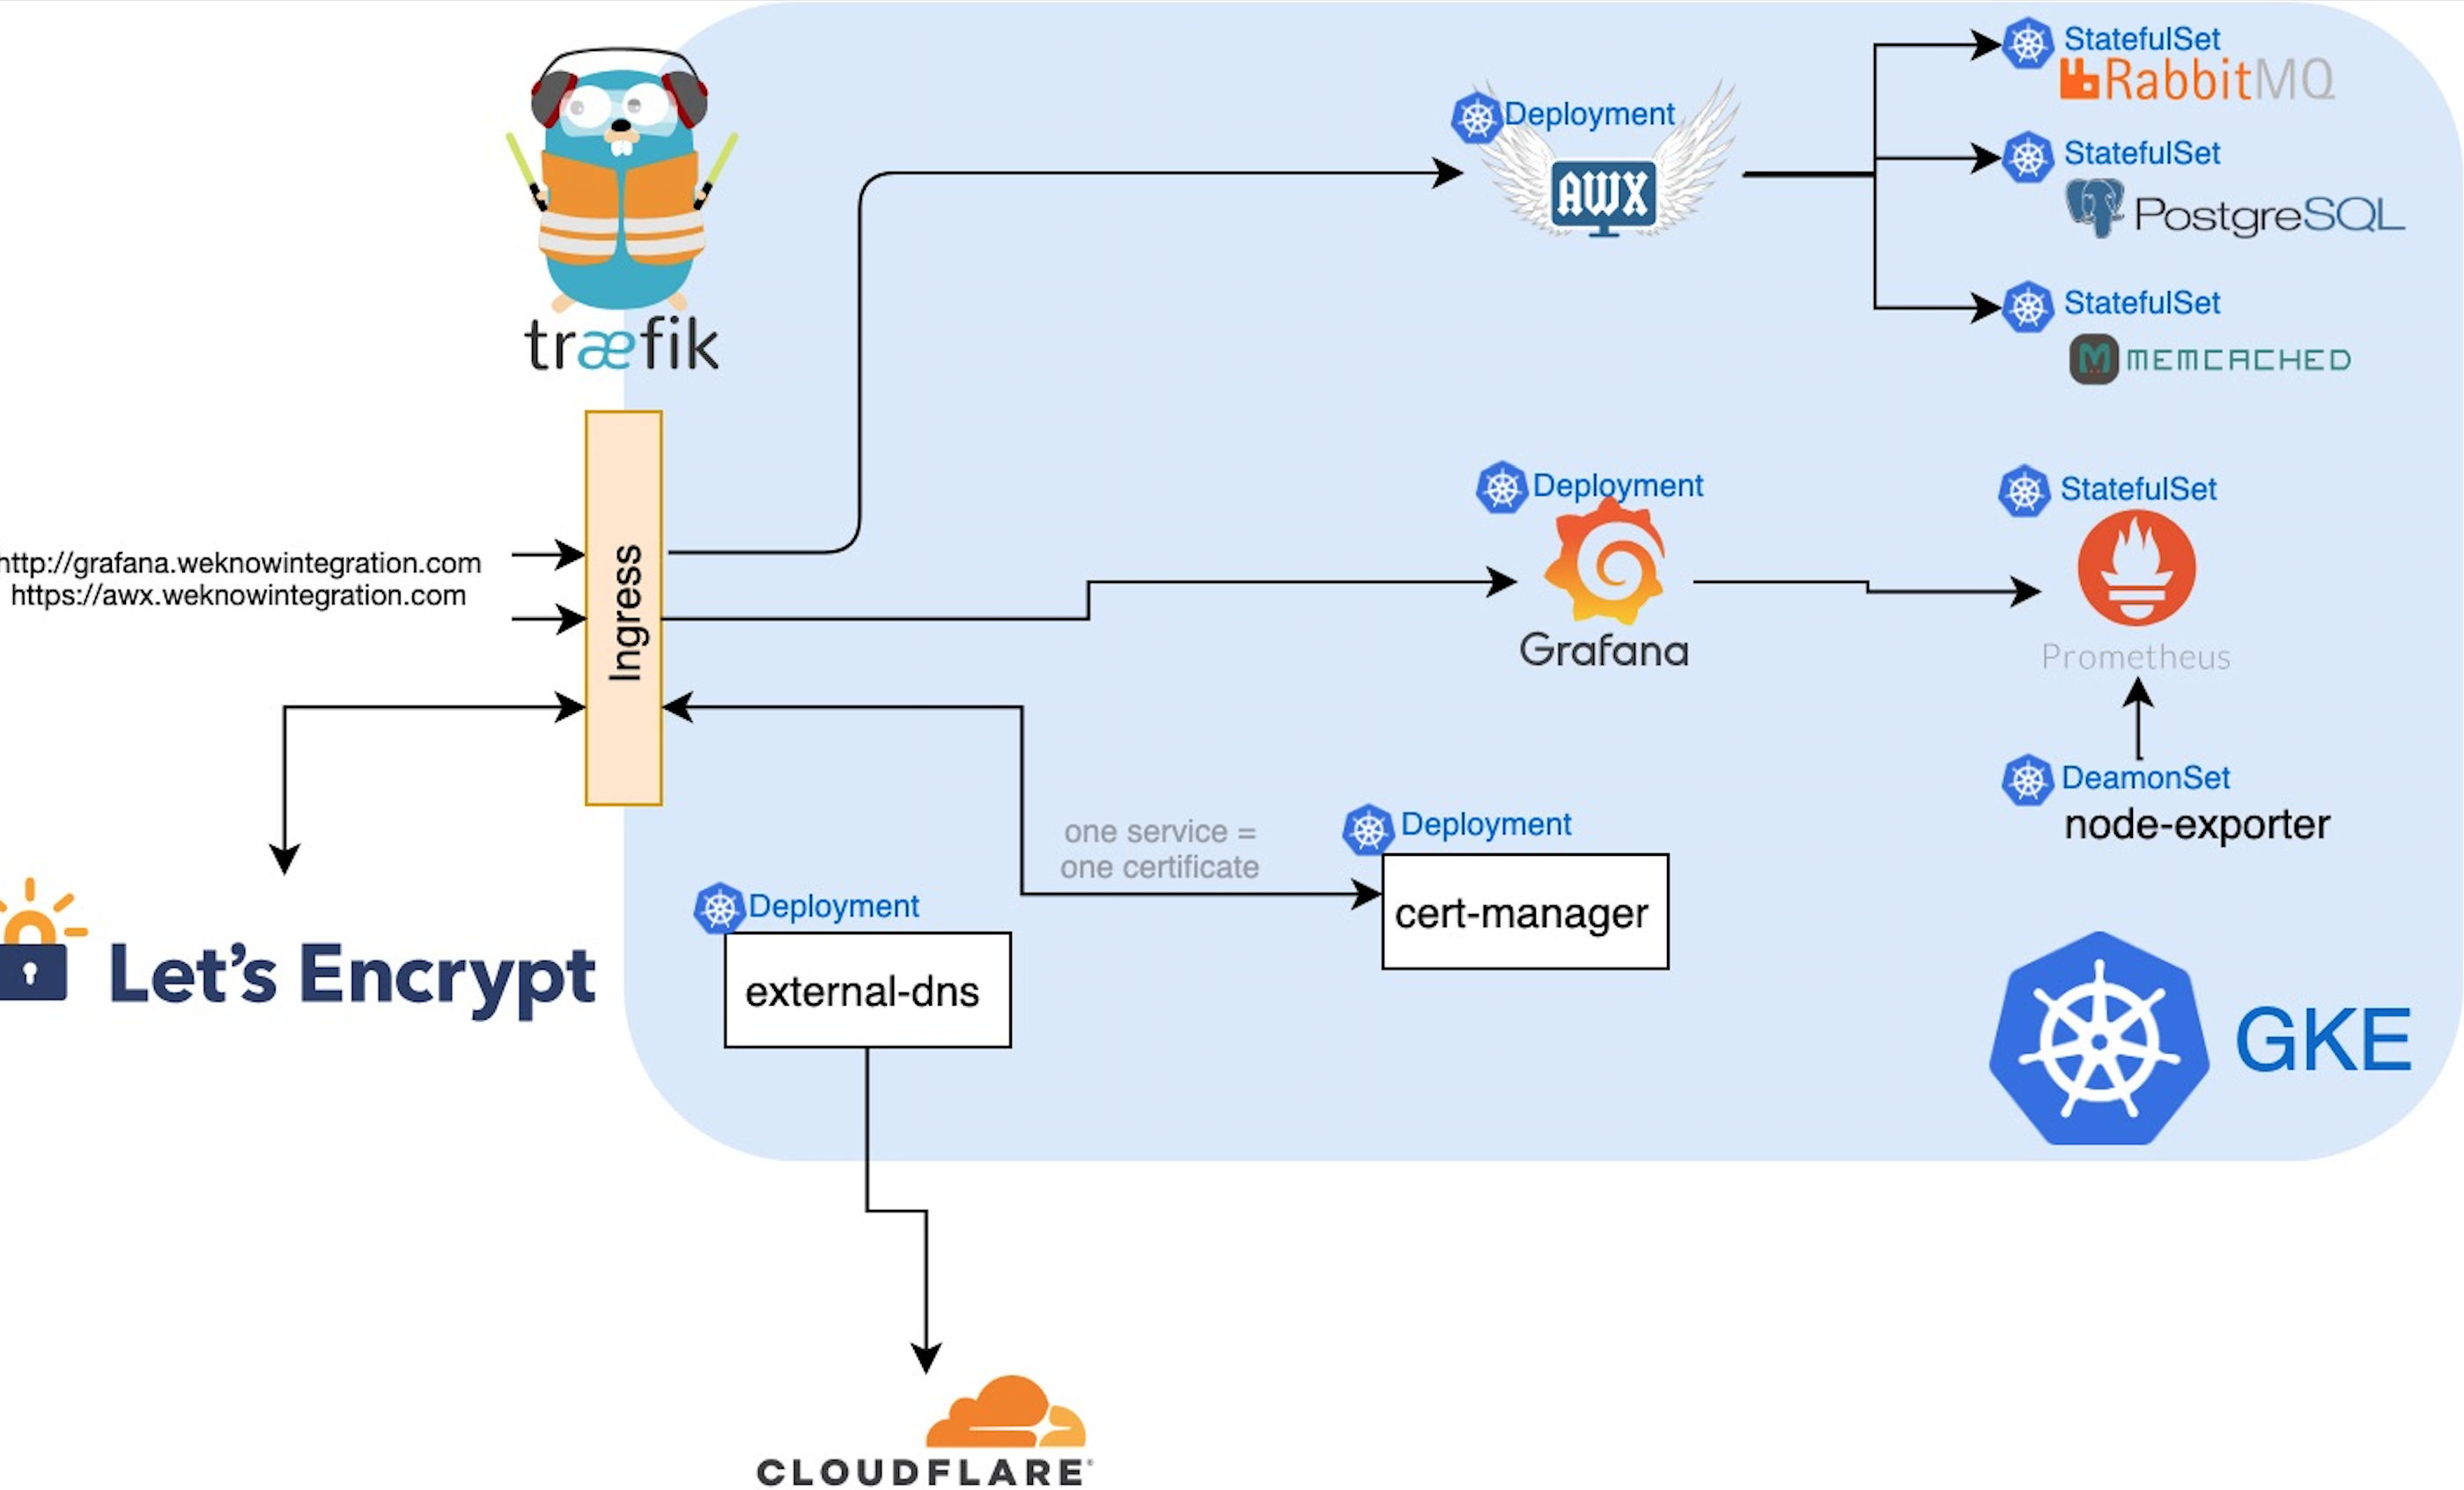 StatefulSet
RabbitMQ
Deployment
AWX
StatefulSet
PostgreSQL
StatefulSet
MEMCACHED
træfik
Deployment
Grafana
StatefulSet
Prometheus
http://grafana.weknowintegration.com
https://awx.weknowintegration.com
Ingress
DeamonSet
node-exporter
one service =
one certificate
Deployment
cert-manager
Deployment
external-dns
Let's Encrypt
GKE
CLOUDFLARE